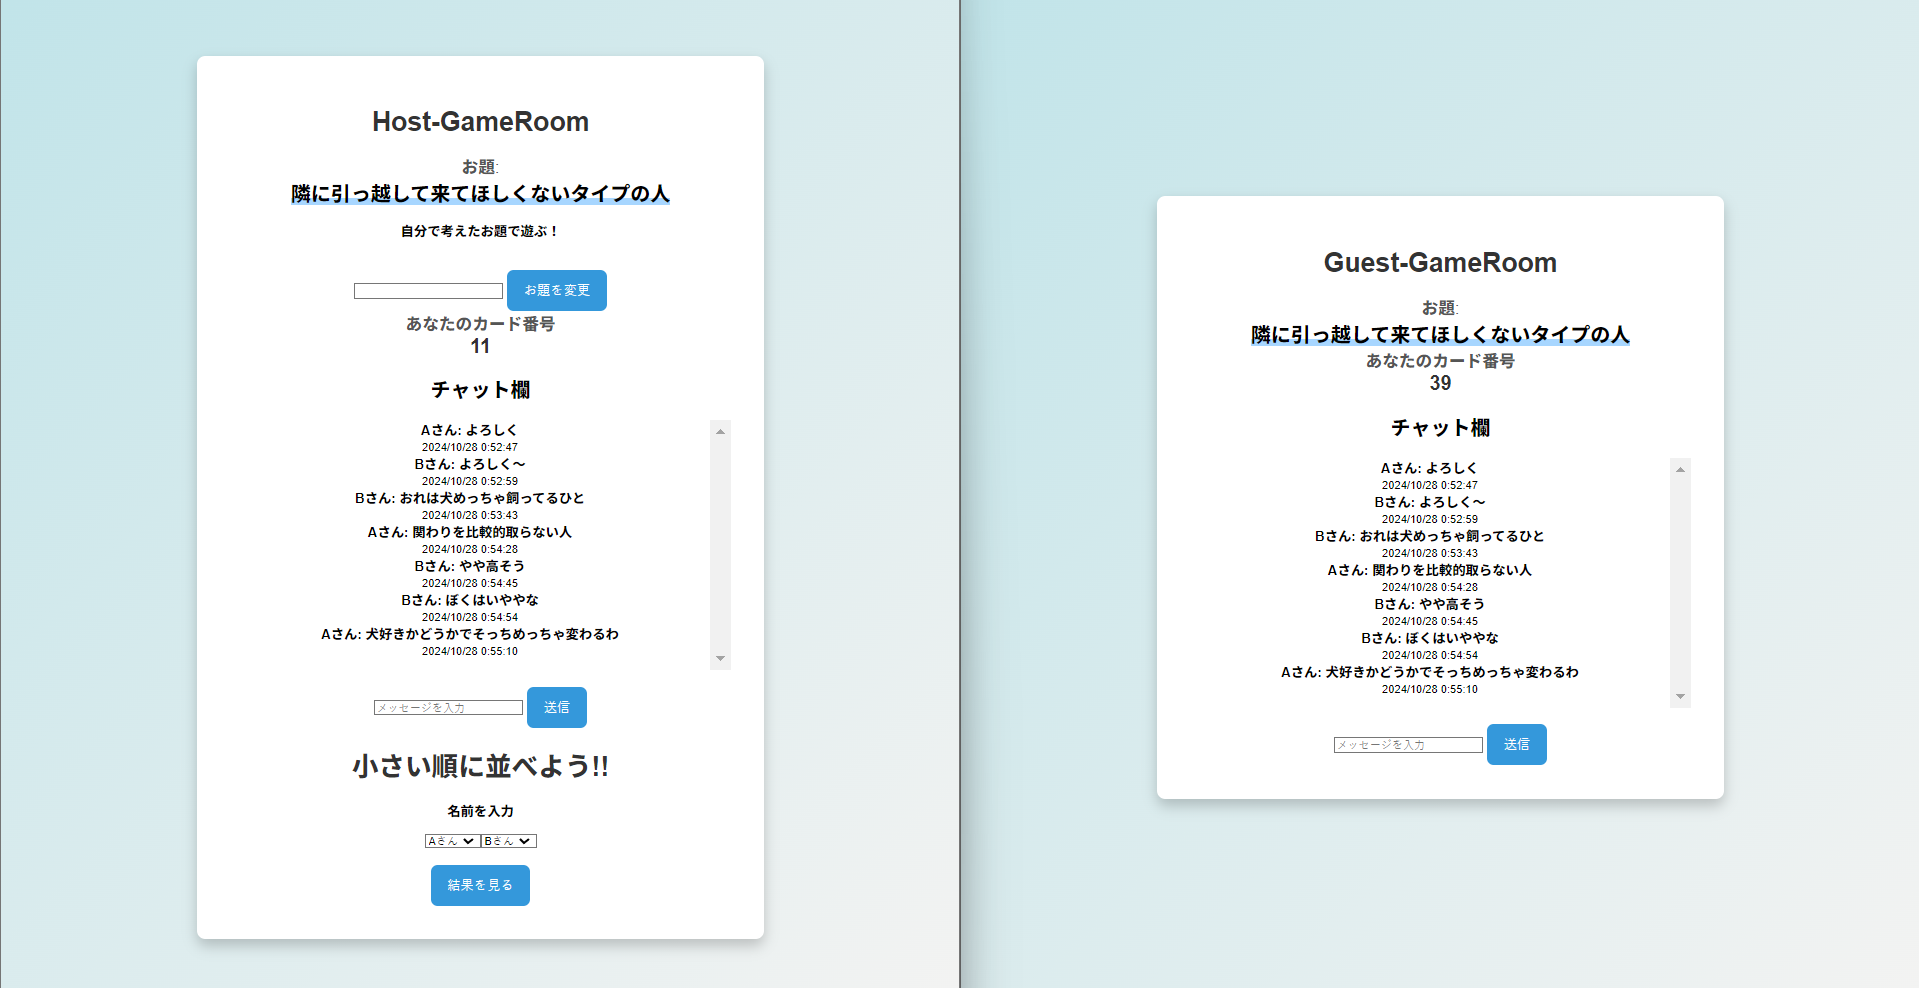 Host-GameRoom
お題:
隣に引っ越して来てほしくないタイプの人
自分で考えたお題で遊ぶ！
お題を変更
あなたのカード番号
11
チャット欄
Aさん: よろしく
2024/10/28 0:52:47
Bさん: よろしく〜
2024/10/28 0:52:59
Bさん: おれは犬めっちゃ飼ってるひと
2024/10/28 0:53:43
Aさん: 関わりを比較的取らない人
2024/10/28 0:54:28
Bさん: やや高そう
2024/10/28 0:54:45
Bさん: ぼくはいややな
2024/10/28 0:54:54
Aさん: 犬好きかどうかでそっちめっちゃ変わるわ
2024/10/28 0:55:10
メッセージを入力 送信
小さい順に並べよう!!
名前を入力
Aさん Bさん
結果を見る
Guest-GameRoom
お題:
隣に引っ越して来てほしくないタイプの人
あなたのカード番号
39
チャット欄
Aさん: よろしく
2024/10/28 0:52:47
Bさん: よろしく〜
2024/10/28 0:52:59
Bさん: おれは犬めっちゃ飼ってるひと
2024/10/28 0:53:43
Aさん: 関わりを比較的取らない人
2024/10/28 0:54:28
Bさん: やや高そう
2024/10/28 0:54:45
Bさん: ぼくはいややな
2024/10/28 0:54:54
Aさん: 犬好きかどうかでそっちめっちゃ変わるわ
2024/10/28 0:55:10
メッセージを入力 送信